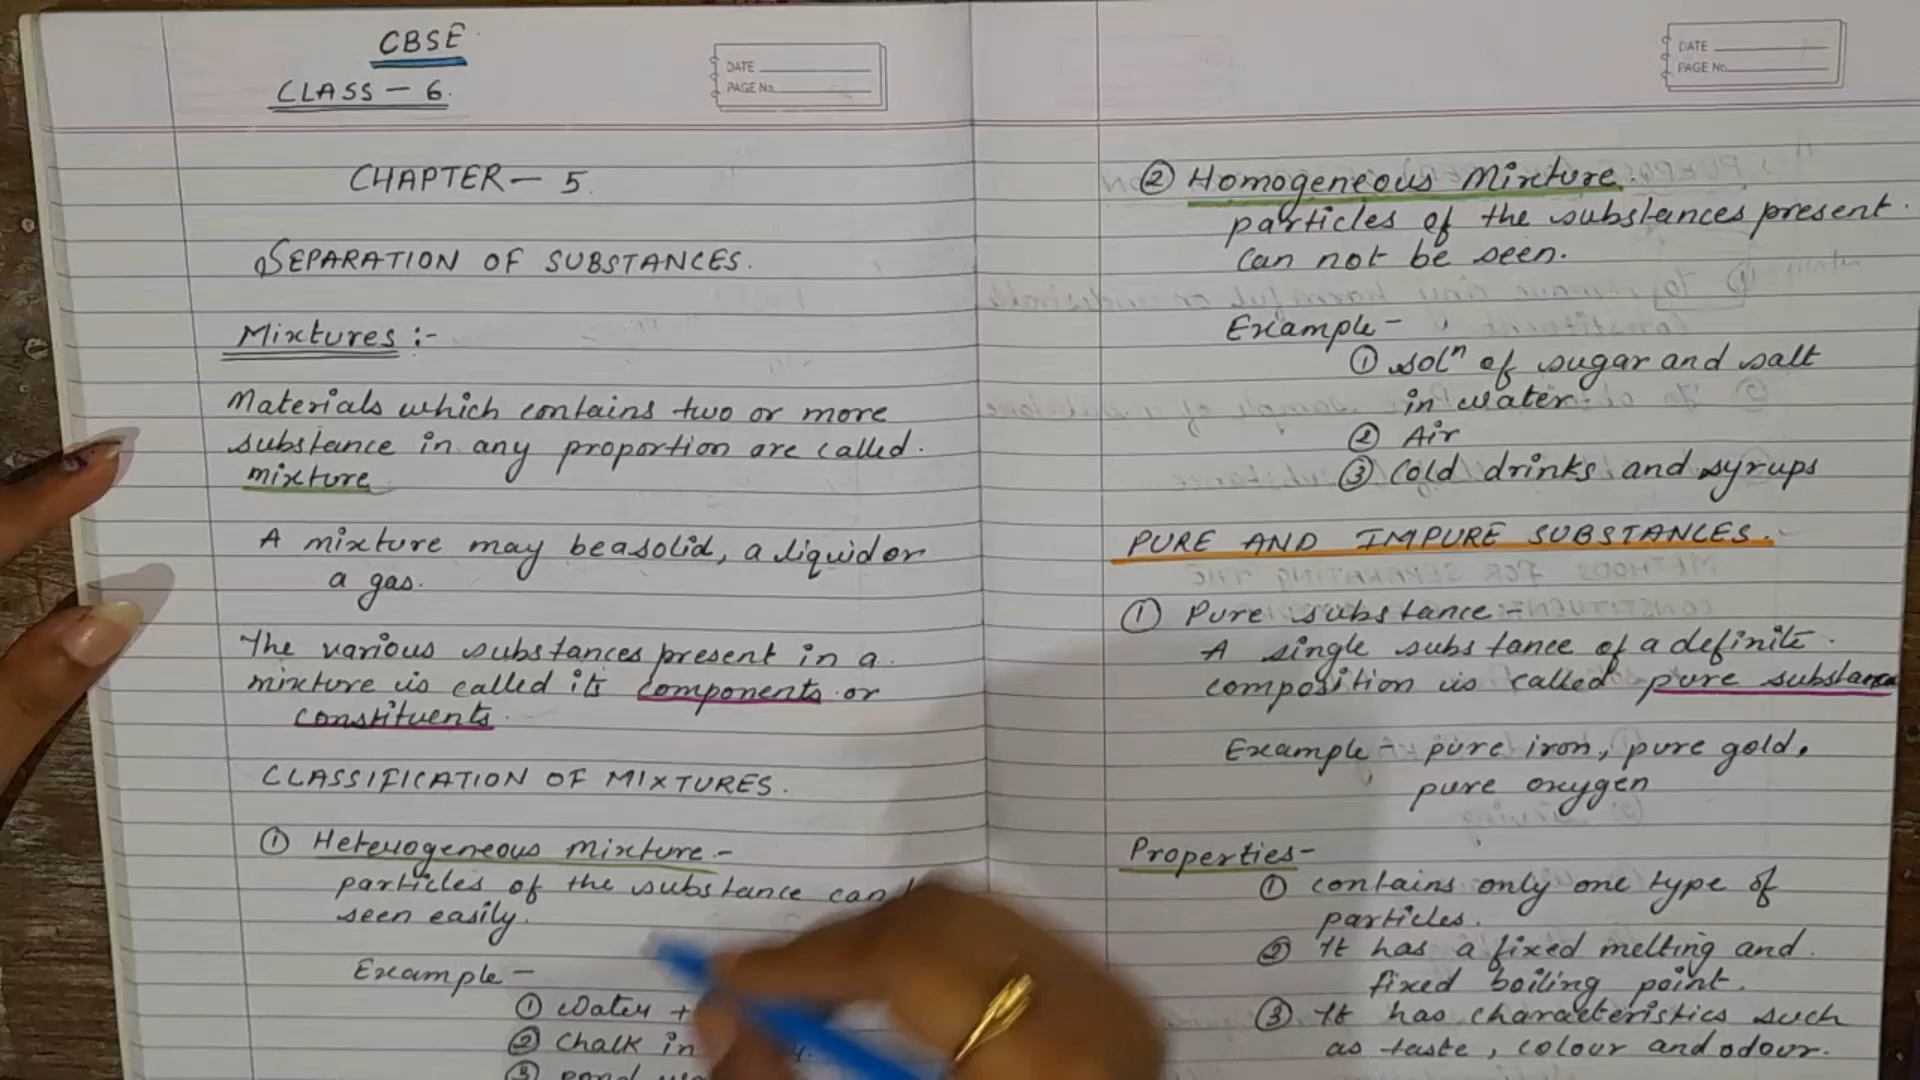 CBSE
CLASS - 6.
DATE
PAGE No.
CHAPTER - 5
SEPARATION OF SUBSTANCES.
Mixtures :-
Materials which contains two or more
substance in any proportion are called.
mixture
A mixture may be a solid, a liquid or
a gas.
The various substances present in a
mixture is called its components or
constituents.
CLASSIFICATION OF MIXTURES.
① Heterogeneous mixture -
particles of the substance can
seen easily.
Example -
① Water +
② Chalk in
③ pond
DATE
PAGE No.
② Homogeneous Mixture.
particles of the substances present.
can not be seen.
Example -
① solⁿ of sugar and salt
in water.
② Air
③ Cold drinks and syrups
PURE AND IMPURE SUBSTANCES.
① Pure substance :-
A single substance of a definite.
composition is called pure substance
Example - pure iron, pure gold,
pure oxygen
Properties -
① contains only one type of
particles.
② It has a fixed melting and
fixed boiling point.
③ It has characteristics such
as taste, colour and odour.